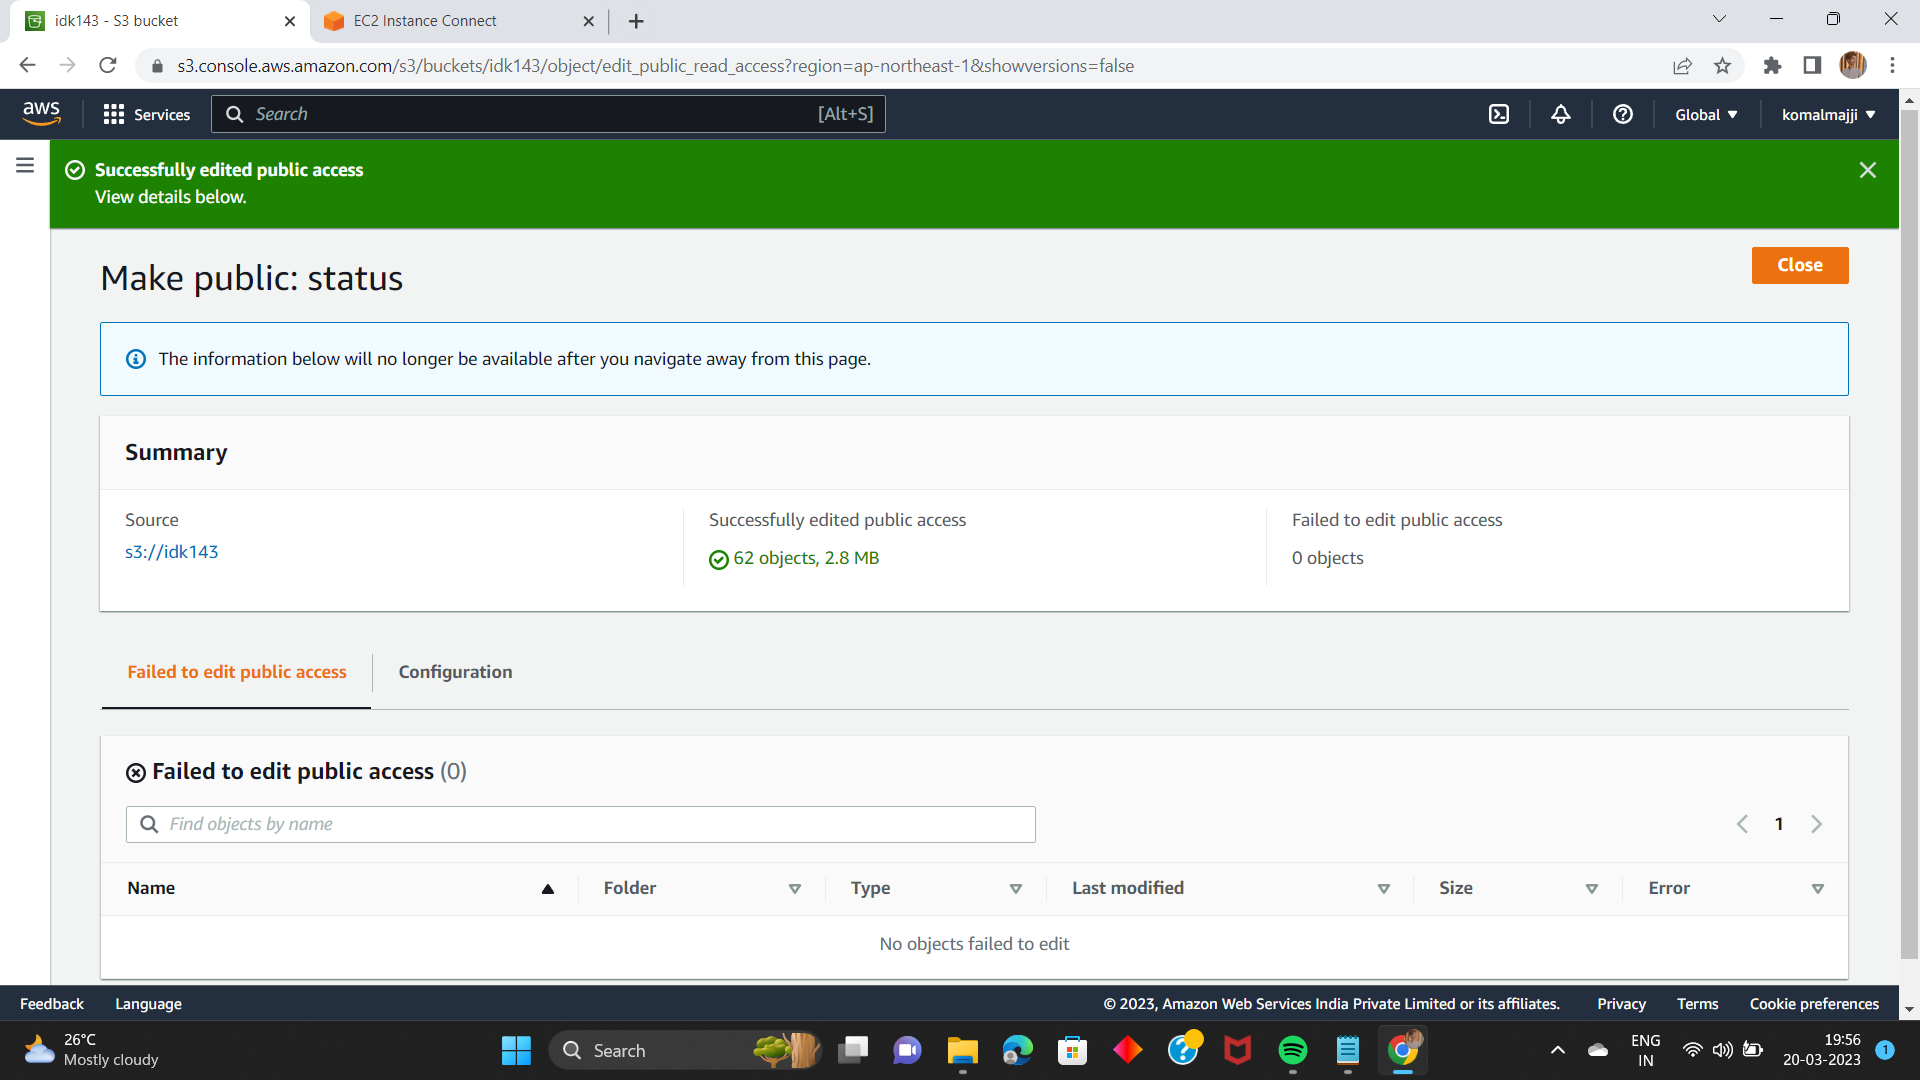 idk143 - S3 bucket
EC2 Instance Connect
s3.console.aws.amazon.com/s3/buckets/idk143/object/edit_public_read_access?region=ap-northeast-1&showversions=false
aws
Services
Search
[Alt+S]
Global
komalmajji
Successfully edited public access
View details below.
Make public: status
Close
The information below will no longer be available after you navigate away from this page.
Summary
Source
s3://idk143
Successfully edited public access
62 objects, 2.8 MB
Failed to edit public access
0 objects
Failed to edit public access
Configuration
Failed to edit public access (0)
Find objects by name
1
Name
Folder
Type
Last modified
Size
Error
No objects failed to edit
Feedback
Language
© 2023, Amazon Web Services India Private Limited or its affiliates.
Privacy
Terms
Cookie preferences
26°C
Mostly cloudy
Search
ENG
IN
19:56
20-03-2023
1